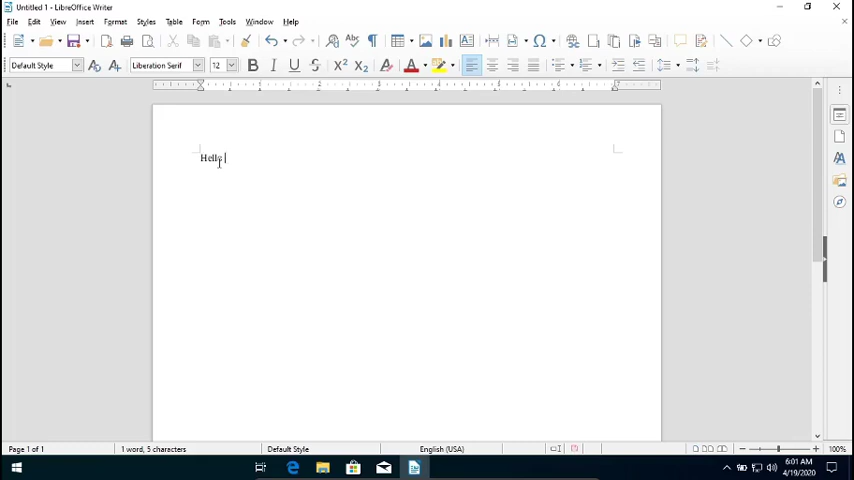 Untitled 1 - LibreOffice Writer
File Edit View Insert Format Styles Table Form Tools Window Help
Default Style Liberation Serif 12
Hello
Page 1 of 1 1 word, 5 characters Default Style English (USA) 100%
6:01 AM
4/19/2020